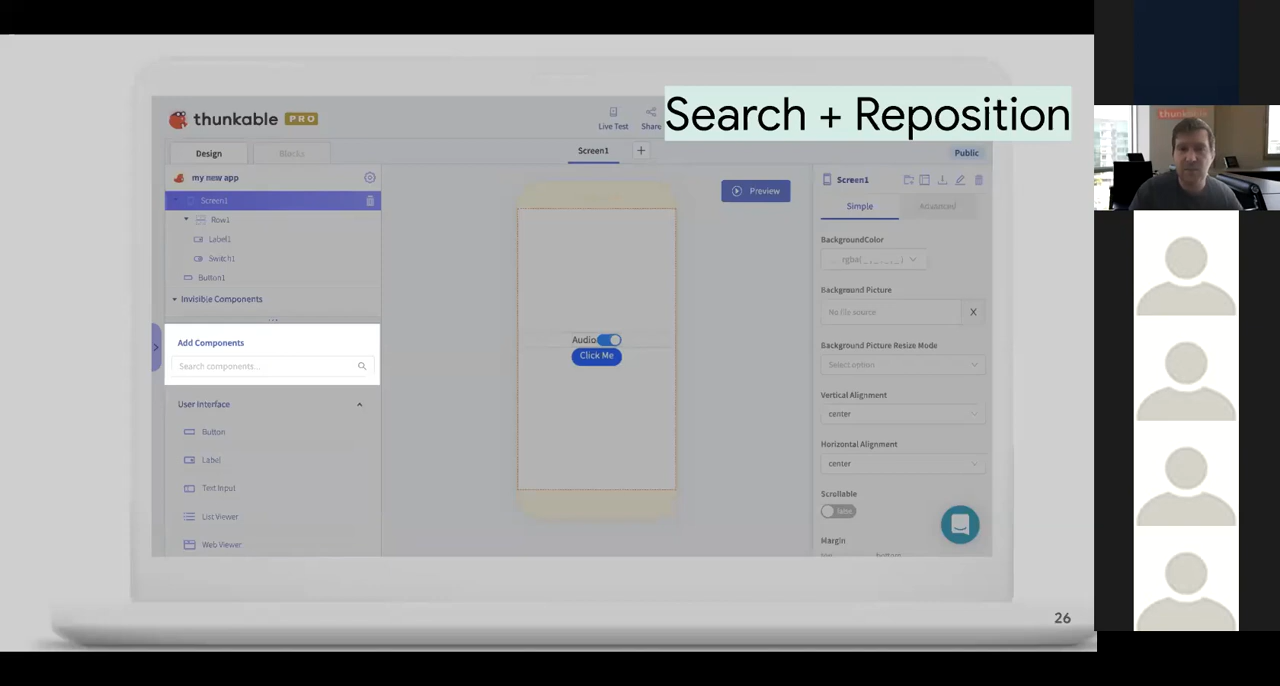 Search + Reposition
thunkable PRO
Live Test
Share
Design
Blocks
Screen1
+
Public
my new app
Screen1
Row1
Label1
Switch1
Button1
Invisible Components
Add Components
Search components...
User Interface
Button
Label
Text Input
List Viewer
Web Viewer
Preview
Audio
Click Me
Screen1
Simple
Advanced
BackgroundColor
rgba(_,_,_,_)
Background Picture
No file source
X
Background Picture Resize Mode
Select option
Vertical Alignment
center
Horizontal Alignment
center
Scrollable
false
Margin
26
thunkable